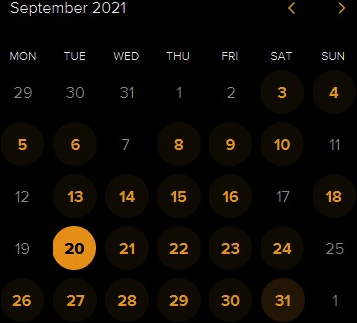 September 2021
MON TUE WED THU FRI SAT SUN
29 30 31 1 2 3 4
5 6 7 8 9 10 11
12 13 14 15 16 17 18
19 20 21 22 23 24 25
26 27 28 29 30 31 1